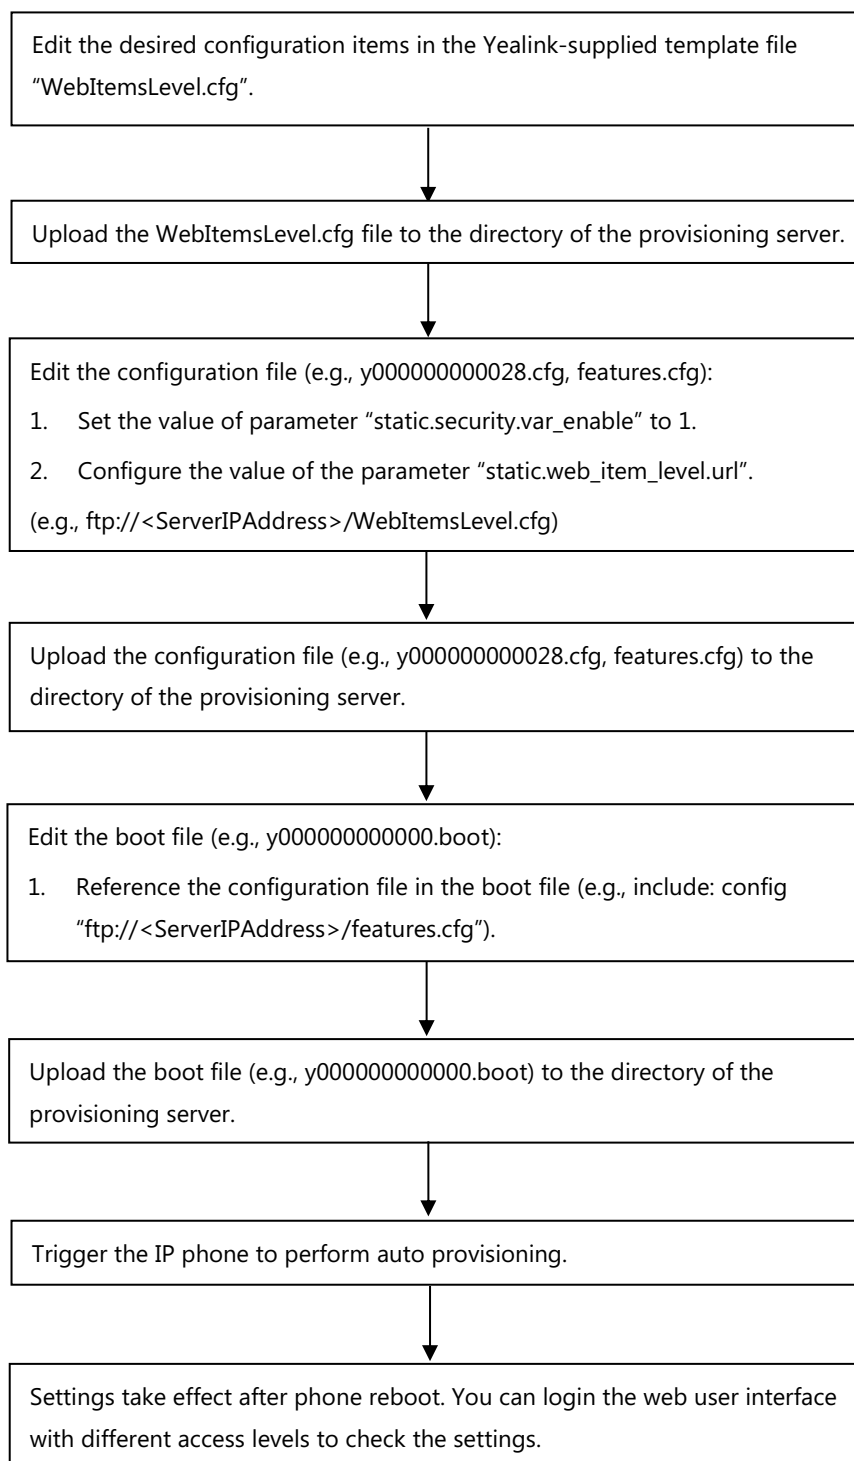 Edit the desired configuration items in the Yealink-supplied template file
“WebItemsLevel.cfg”.
Upload the WebItemsLevel.cfg file to the directory of the provisioning server.
Edit the configuration file (e.g., y000000000028.cfg, features.cfg):
1. Set the value of parameter “static.security.var_enable” to 1.
2. Configure the value of the parameter “static.web_item_level.url”.
(e.g., ftp://<ServerIPAddress>/WebItemsLevel.cfg)
Upload the configuration file (e.g., y000000000028.cfg, features.cfg) to the
directory of the provisioning server.
Edit the boot file (e.g., y000000000000.boot):
1. Reference the configuration file in the boot file (e.g., include: config
“ftp://<ServerIPAddress>/features.cfg”).
Upload the boot file (e.g., y000000000000.boot) to the directory of the
provisioning server.
Trigger the IP phone to perform auto provisioning.
Settings take effect after phone reboot. You can login the web user interface
with different access levels to check the settings.